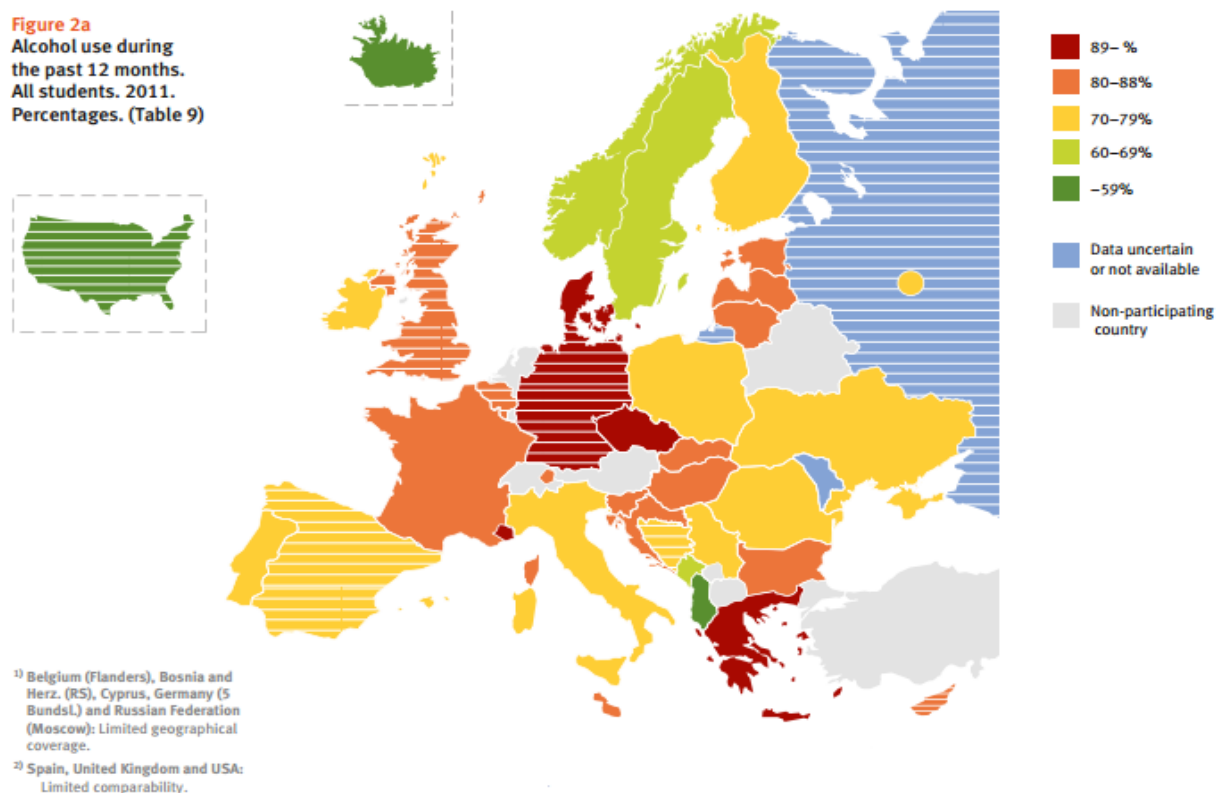 Figure 2a
Alcohol use during
the past 12 months.
All students. 2011.
Percentages. (Table 9)
89– %
80–88%
70–79%
60–69%
–59%
Data uncertain
or not available
Non-participating
country
1) Belgium (Flanders), Bosnia and
Herz. (RS), Cyprus, Germany (5
Bundsl.) and Russian Federation
(Moscow): Limited geographical
coverage.
2) Spain, United Kingdom and USA:
Limited comparability.